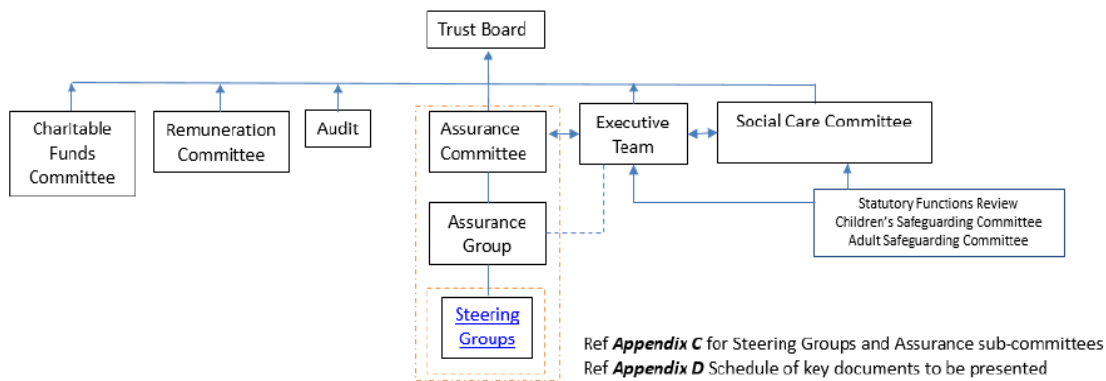 Trust Board
Charitable
Funds
Committee
Remuneration
Committee
Audit
Assurance
Committee
Executive
Team
Social Care Committee
Assurance
Group
Statutory Functions Review
Children's Safeguarding Committee
Adult Safeguarding Committee
Steering
Groups
Ref Appendix C for Steering Groups and Assurance sub-committees
Ref Appendix D Schedule of key documents to be presented